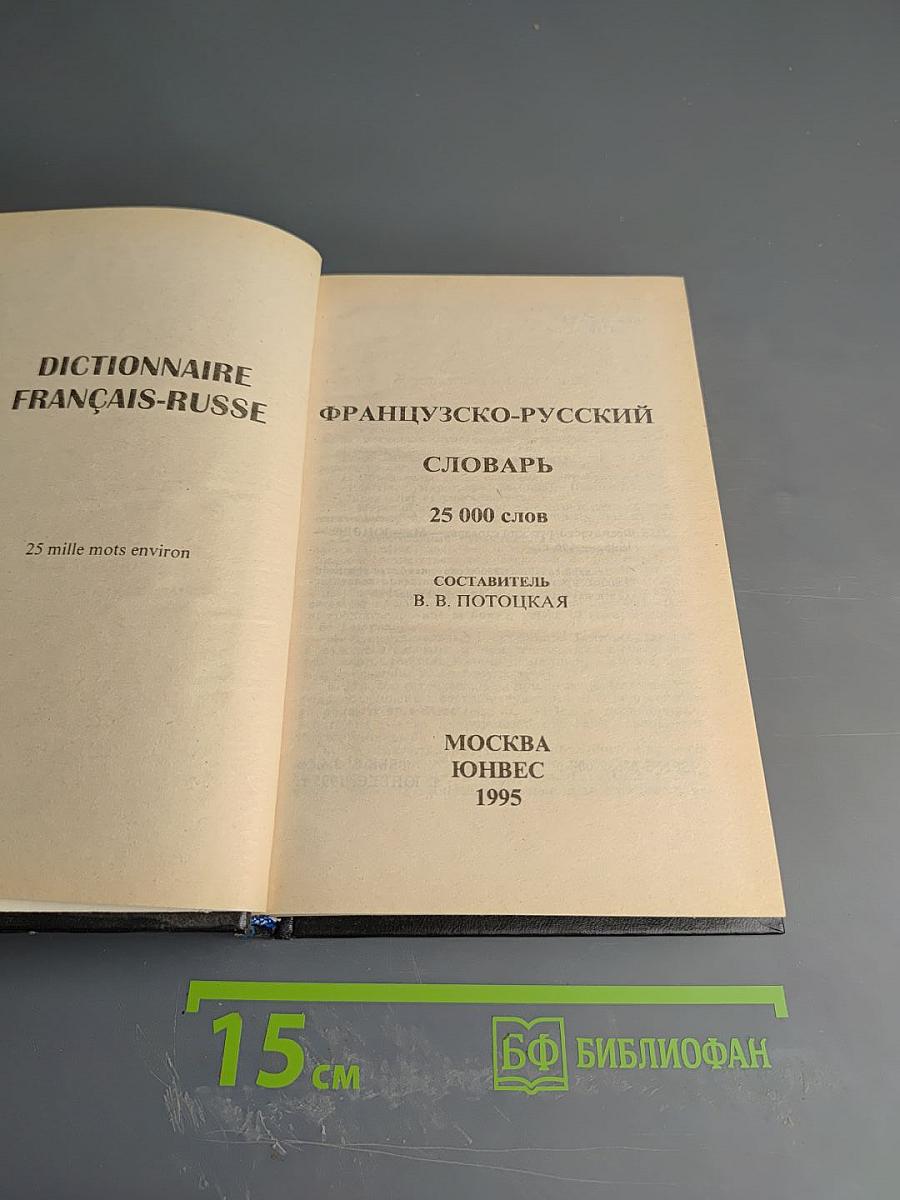 DICTIONNAIRE
FRANÇAIS-RUSSE
25 mille mots environ
ФРАНЦУЗСКО-РУССКИЙ
СЛОВАРЬ
25 000 слов
СОСТАВИТЕЛЬ
В. В. ПОТОЦКАЯ
МОСКВА
ЮНВЕС
1995
15 см
БФ БИБЛИОФАН